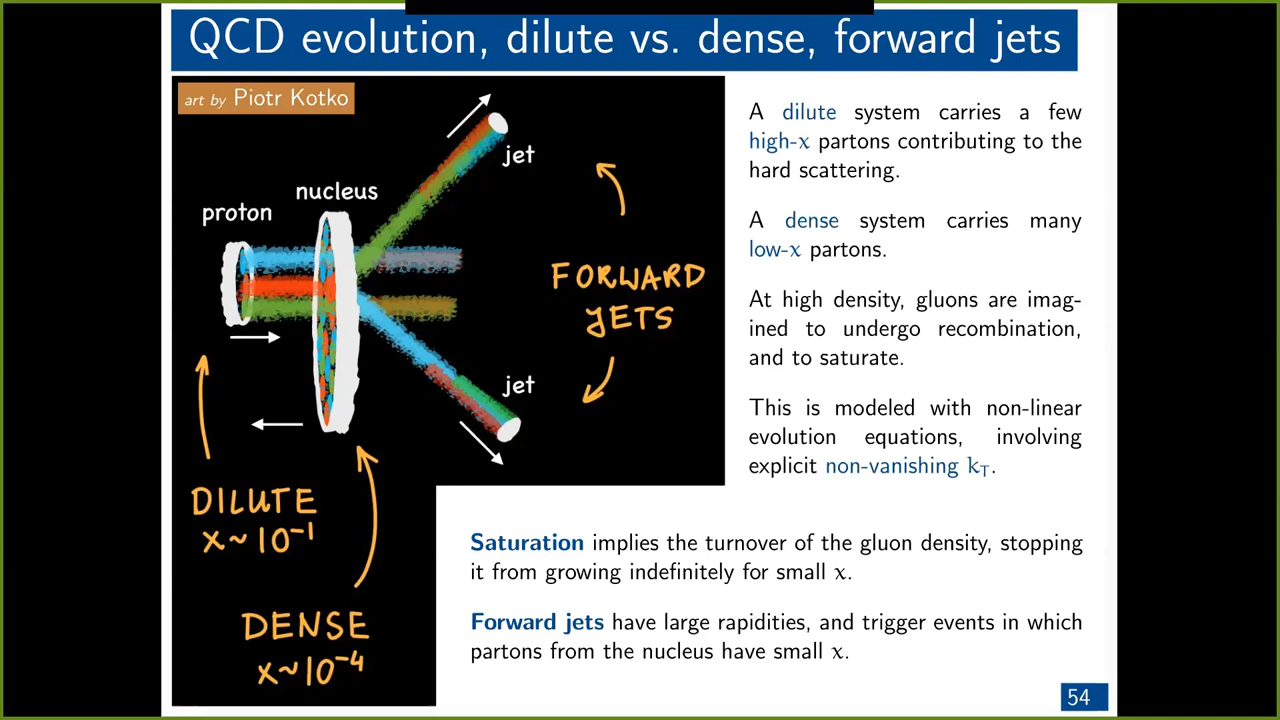 QCD evolution, dilute vs. dense, forward jets
art by Piotr Kotko
jet
nucleus
proton
FORWARD
JETS
jet
DILUTE
x~10⁻¹
DENSE
x~10⁻⁴
A dilute system carries a few
high-x partons contributing to the
hard scattering.
A dense system carries many
low-x partons.
At high density, gluons are imag-
ined to undergo recombination,
and to saturate.
This is modeled with non-linear
evolution equations, involving
explicit non-vanishing k_T.
Saturation implies the turnover of the gluon density, stopping
it from growing indefinitely for small x.
Forward jets have large rapidities, and trigger events in which
partons from the nucleus have small x.
54